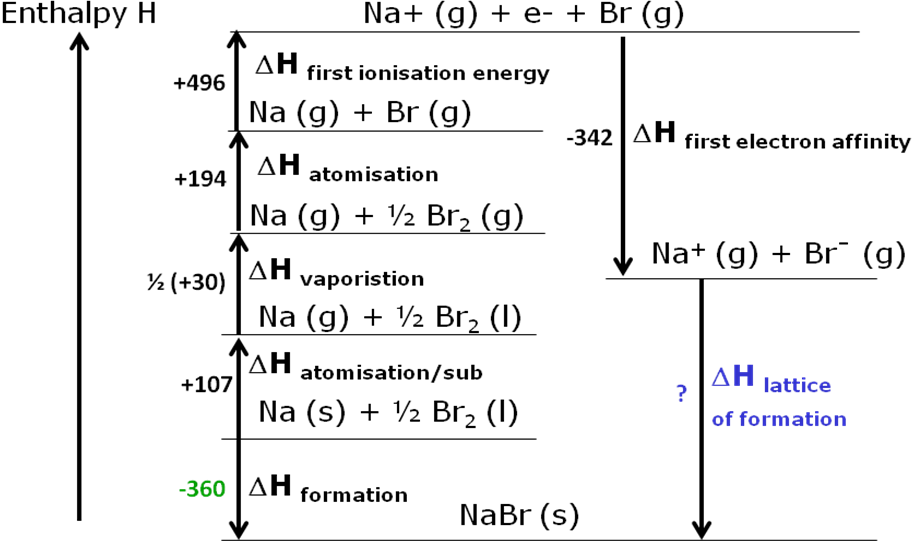 Enthalpy H
Na+ (g) + e- + Br (g)
+496
ΔH first ionisation energy
Na (g) + Br (g)
-342
ΔH first electron affinity
+194
ΔH atomisation
Na (g) + ½ Br₂ (g)
Na⁺ (g) + Br⁻ (g)
½ (+30)
ΔH vaporistion
Na (g) + ½ Br₂ (l)
+107
ΔH atomisation/sub
Na (s) + ½ Br₂ (l)
?
ΔH lattice
of formation
-360
ΔH formation
NaBr (s)